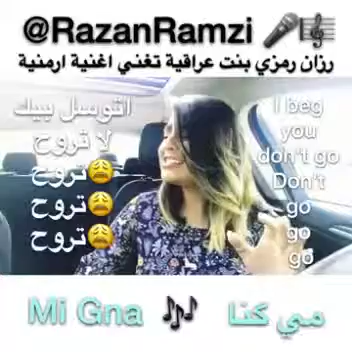 @RazanRamzi 🎤🎼
رزان رمزي بنت عراقية تغني اغنية ارمنية
اتوسل بيك
لا تروح
تروح😩
تروح😩
تروح😩
I beg
you
don't go
Don't
go
go
go
Mi Gna 🎶 مي كنا